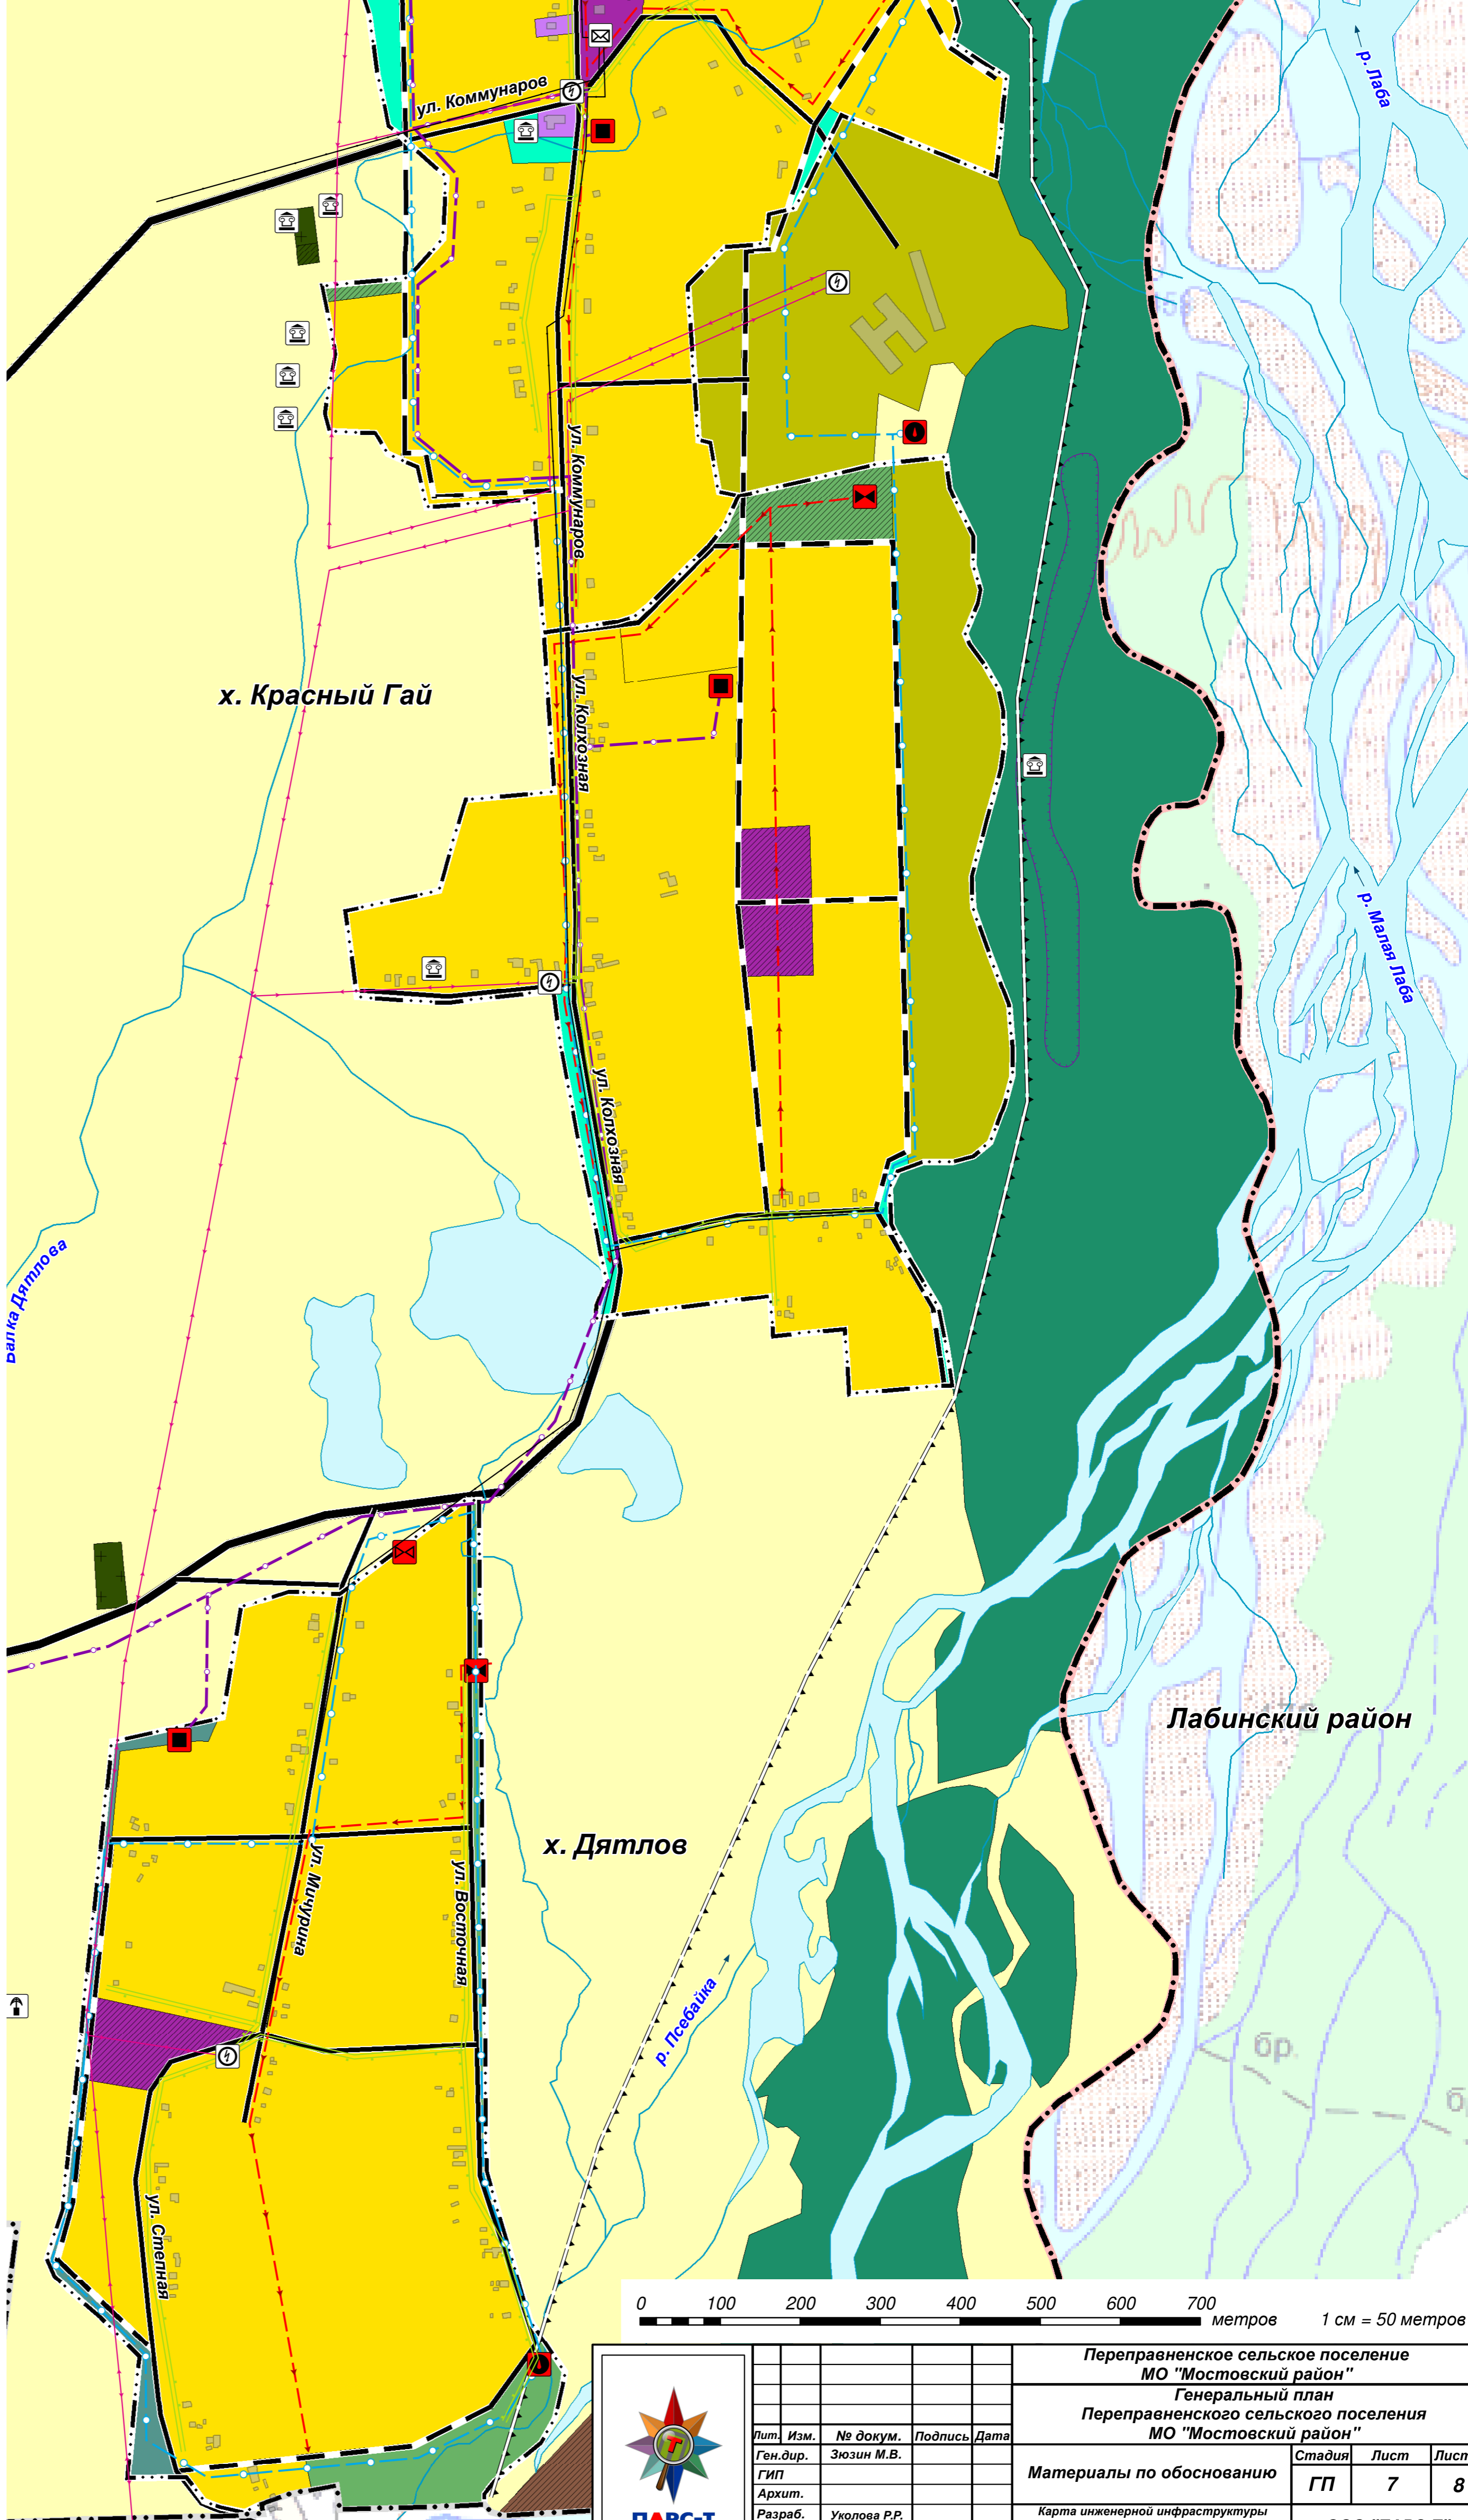 р. Лаба
ул. Коммунаров
ул. Коммунаров
х. Красный Гай
ул. Колхозная
р. Малая Лаба
ул. Колхозная
Балка Дятлова
Лабинский район
х. Дятлов
ул. Мичурина
ул. Восточная
р. Псебайка
бр.
ул. Степная
0 100 200 300 400 500 600 700
метров 1 см = 50 метров
Переправненское сельское поселение
МО "Мостовский район"
Генеральный план
Переправненского сельского поселения
МО "Мостовский район"
Лит. Изм. № докум. Подпись Дата
Ген.дир. Зюзин М.В.
ГИП
Архит.
Разраб. Уколова Р.Р.
Материалы по обоснованию
Стадия Лист Лист
ГП 7 8
Карта инженерной инфраструктуры
ПАРС-Т